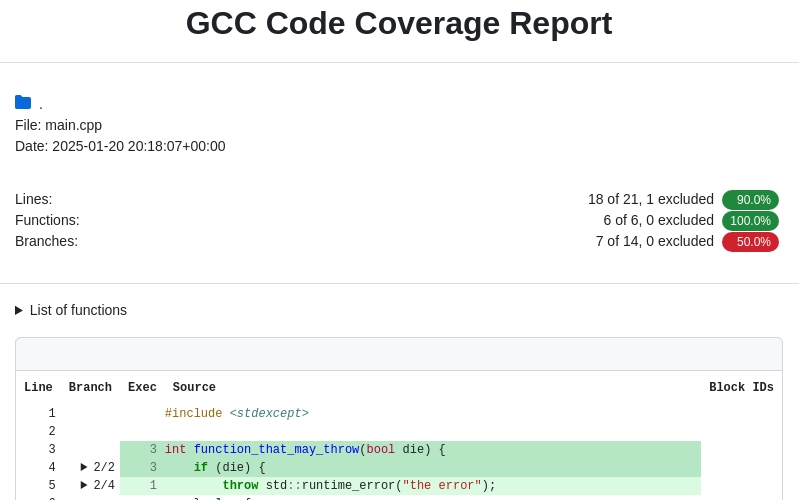 GCC Code Coverage Report
.
File: main.cpp
Date: 2025-01-20 20:18:07+00:00
Lines: 18 of 21, 1 excluded 90.0%
Functions: 6 of 6, 0 excluded 100.0%
Branches: 7 of 14, 0 excluded 50.0%
List of functions
Line Branch Exec Source Block IDs
1 #include <stdexcept>
2
3 3 int function_that_may_throw(bool die) {
4 2/2 3 if (die) {
5 2/4 1 throw std::runtime_error("the error");